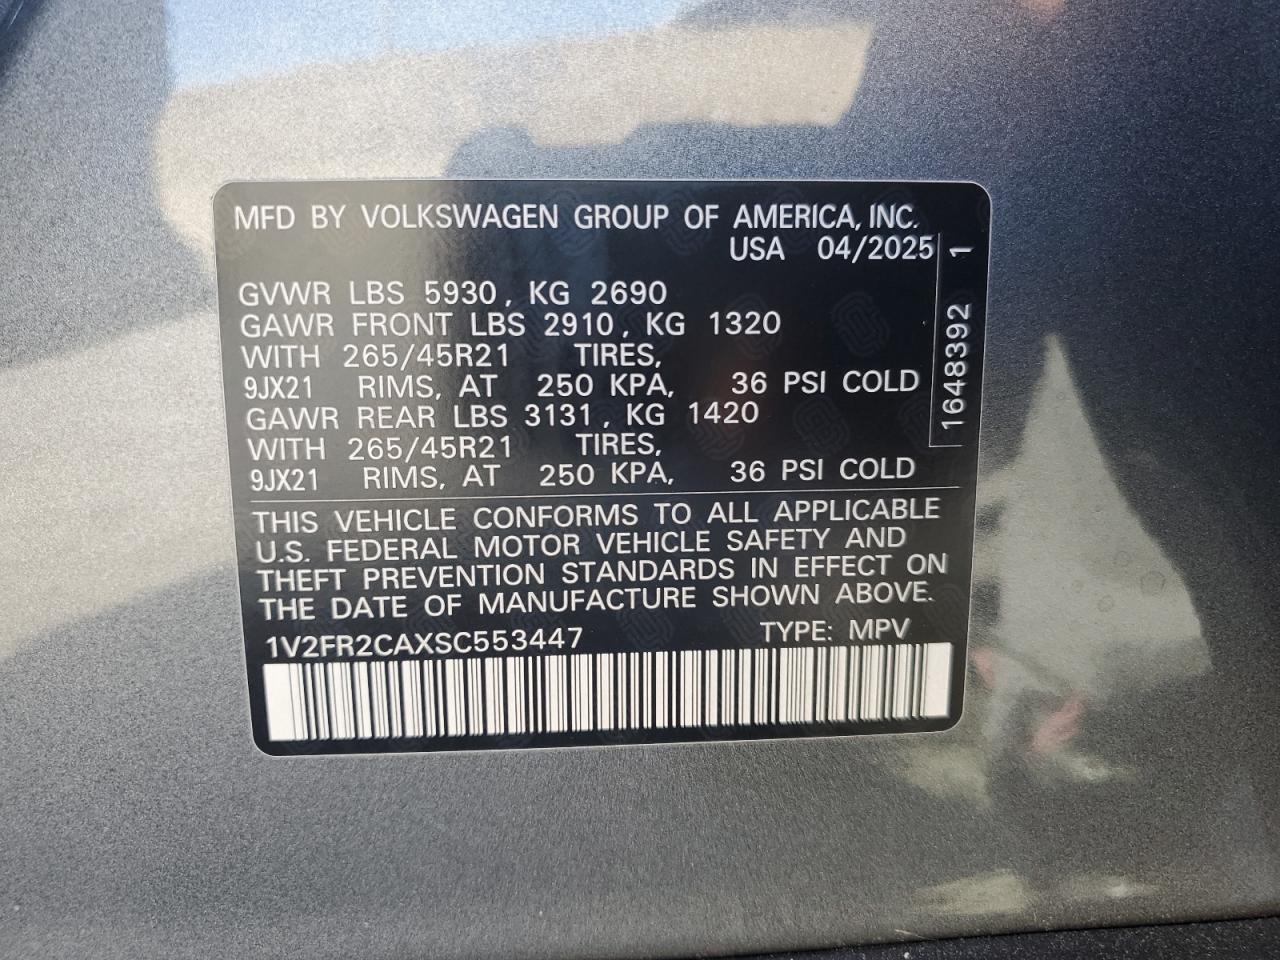 MFD BY VOLKSWAGEN GROUP OF AMERICA, INC.
USA 04/2025
GVWR LBS 5930, KG 2690
GAWR FRONT LBS 2910, KG 1320
WITH 265/45R21 TIRES,
9JX21 RIMS, AT 250 KPA, 36 PSI COLD
GAWR REAR LBS 3131, KG 1420
WITH 265/45R21 TIRES,
9JX21 RIMS, AT 250 KPA, 36 PSI COLD
THIS VEHICLE CONFORMS TO ALL APPLICABLE
U.S. FEDERAL MOTOR VEHICLE SAFETY AND
THEFT PREVENTION STANDARDS IN EFFECT ON
THE DATE OF MANUFACTURE SHOWN ABOVE.
1V2FR2CAXSC553447 TYPE: MPV
1648392 1